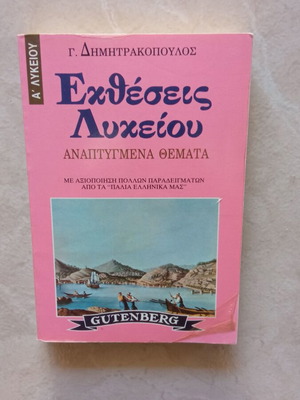 Α΄ ΛΥΚΕΙΟΥ
Γ. ΔΗΜΗΤΡΑΚΟΠΟΥΛΟΣ
Εκθέσεις
Λυκείου
ΑΝΑΠΤΥΓΜΕΝΑ ΘΕΜΑΤΑ
ΜΕ ΑΞΙΟΠΟΙΗΣΗ ΠΟΛΛΩΝ ΠΑΡΑΔΕΙΓΜΑΤΩΝ
ΑΠΟ ΤΑ "ΠΑΛΙΑ ΕΛΛΗΝΙΚΑ ΜΑΣ"
GUTENBERG